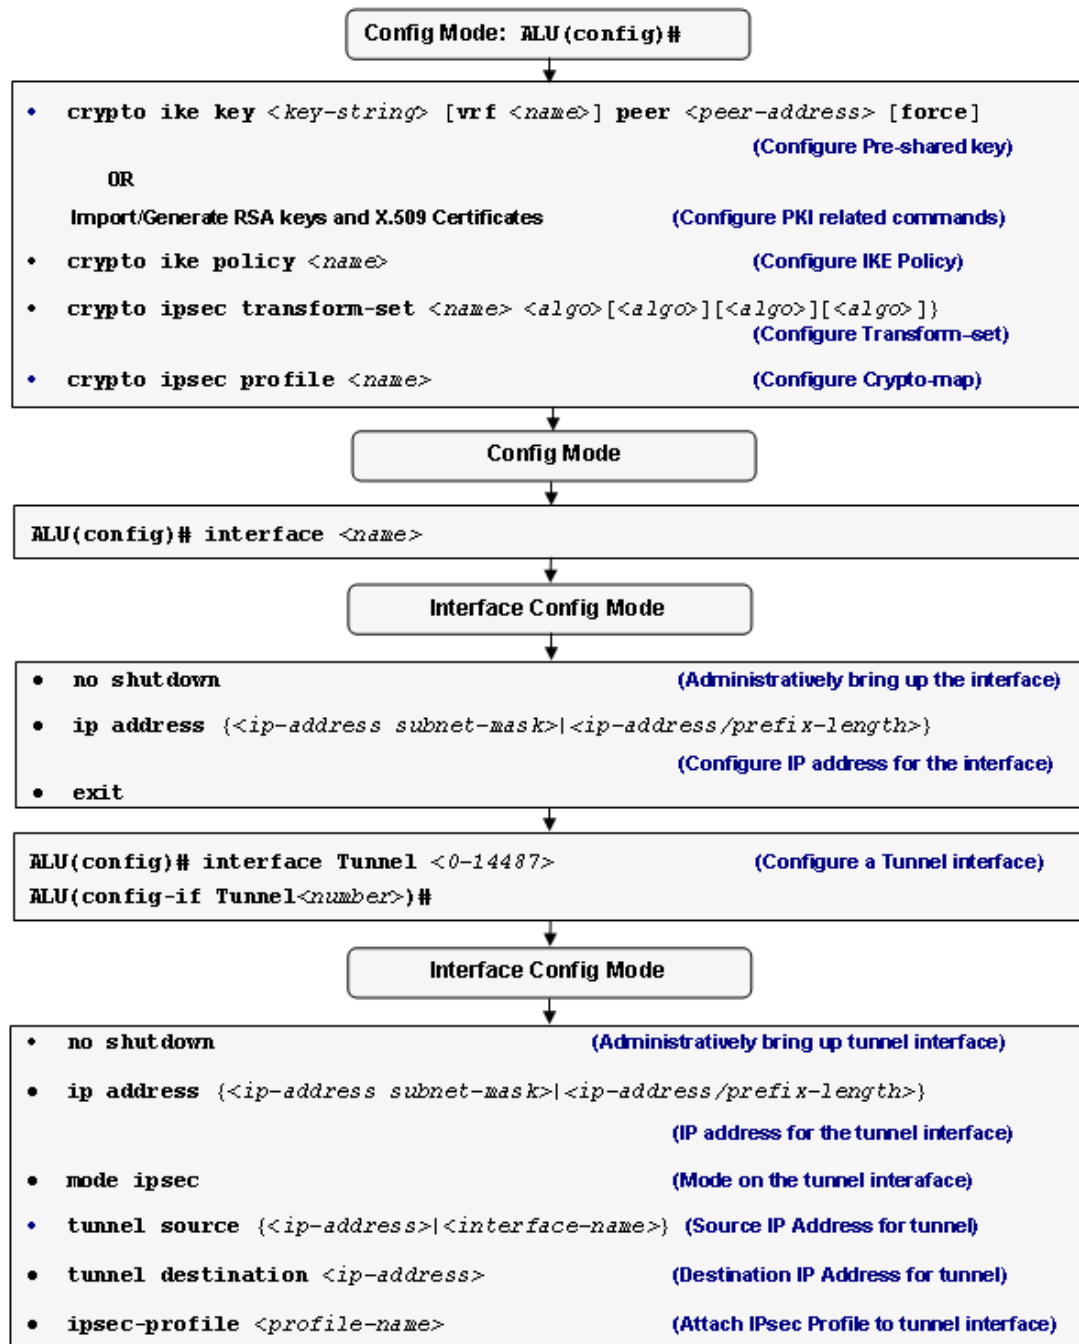 Config Mode: ALU(config)#
• crypto ike key <key-string> [vrf <name>] peer <peer-address> [force]
(Configure Pre-shared key)
OR
Import/Generate RSA keys and X.509 Certificates (Configure PKI related commands)
• crypto ike policy <name> (Configure IKE Policy)
• crypto ipsec transform-set <name> <algo>[<algo>][<algo>][<algo>]}
(Configure Transform-set)
• crypto ipsec profile <name> (Configure Crypto-map)
Config Mode
ALU(config)# interface <name>
Interface Config Mode
• no shutdown (Administratively bring up the interface)
• ip address {<ip-address subnet-mask>|<ip-address/prefix-length>}
(Configure IP address for the interface)
• exit
ALU(config)# interface Tunnel <0-14487> (Configure a Tunnel interface)
ALU(config-if Tunnel<number>)#
Interface Config Mode
• no shutdown (Administratively bring up tunnel interface)
• ip address {<ip-address subnet-mask>|<ip-address/prefix-length>}
(IP address for the tunnel interface)
• mode ipsec (Mode on the tunnel interaface)
• tunnel source {<ip-address>|<interface-name>} (Source IP Address for tunnel)
• tunnel destination <ip-address> (Destination IP Address for tunnel)
• ipsec-profile <profile-name> (Attach IPsec Profile to tunnel interface)